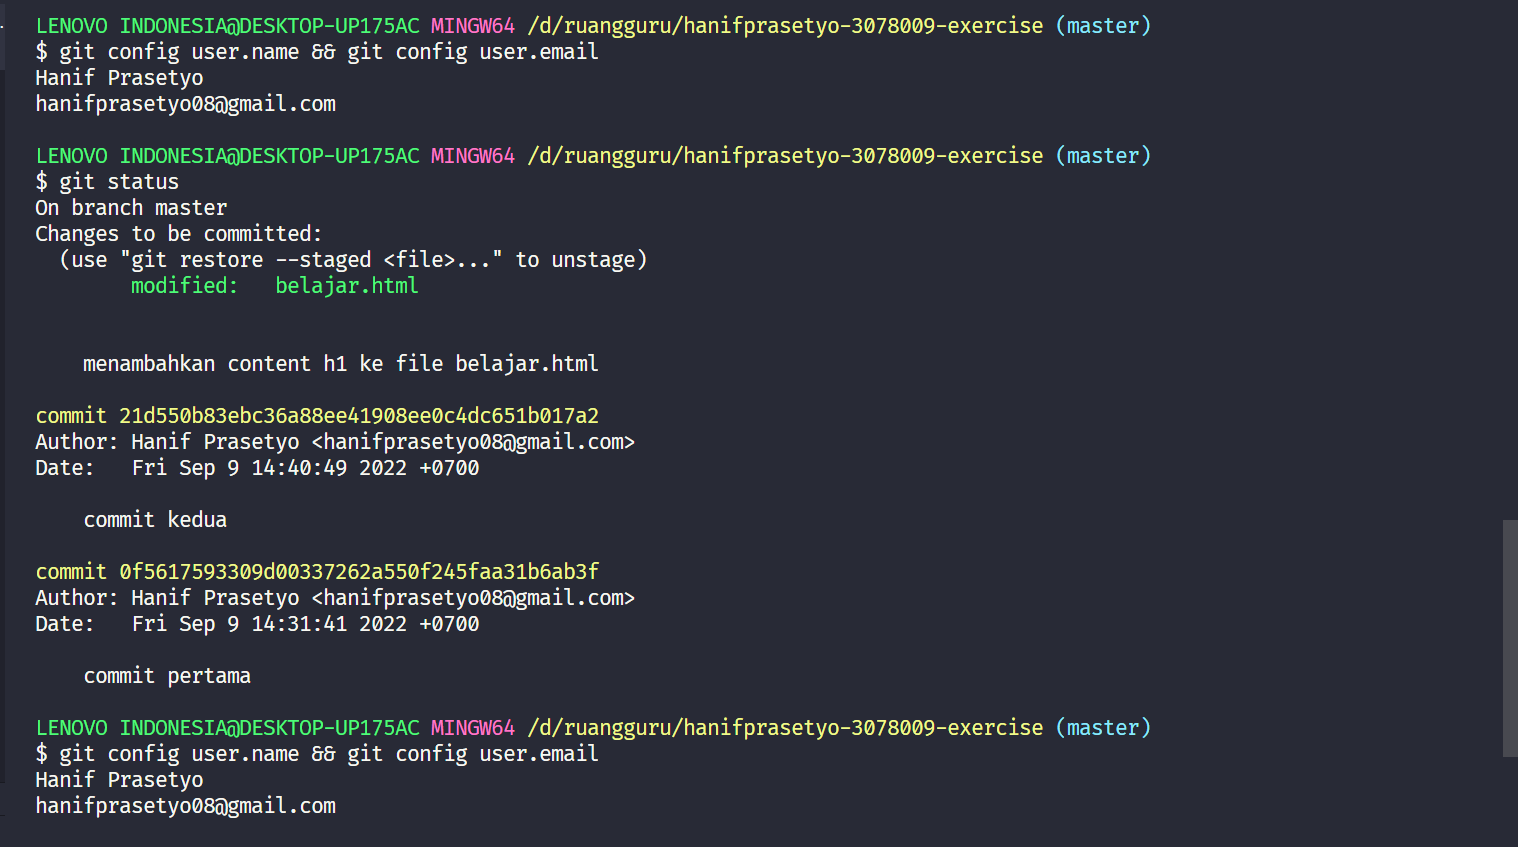 LENOVO INDONESIA@DESKTOP-UP175AC MINGW64 /d/ruangguru/hanifprasetyo-3078009-exercise (master)
$ git config user.name && git config user.email
Hanif Prasetyo
hanifprasetyo08@gmail.com
LENOVO INDONESIA@DESKTOP-UP175AC MINGW64 /d/ruangguru/hanifprasetyo-3078009-exercise (master)
$ git status
On branch master
Changes to be committed:
  (use "git restore --staged <file>..." to unstage)
        modified:   belajar.html
    menambahkan content h1 ke file belajar.html
commit 21d550b83ebc36a88ee41908ee0c4dc651b017a2
Author: Hanif Prasetyo <hanifprasetyo08@gmail.com>
Date:   Fri Sep 9 14:40:49 2022 +0700
    commit kedua
commit 0f5617593309d00337262a550f245faa31b6ab3f
Author: Hanif Prasetyo <hanifprasetyo08@gmail.com>
Date:   Fri Sep 9 14:31:41 2022 +0700
    commit pertama
LENOVO INDONESIA@DESKTOP-UP175AC MINGW64 /d/ruangguru/hanifprasetyo-3078009-exercise (master)
$ git config user.name && git config user.email
Hanif Prasetyo
hanifprasetyo08@gmail.com